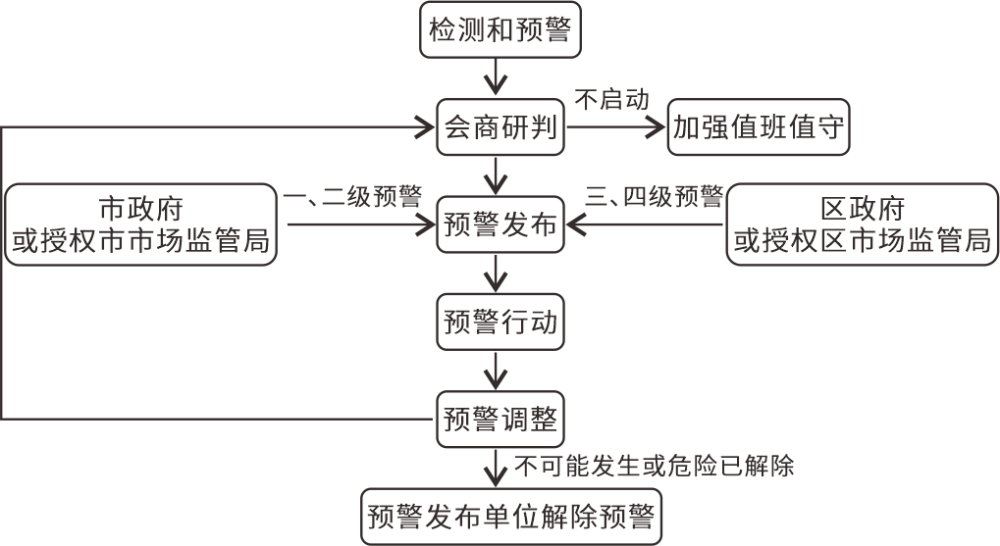 检测和预警
会商研判
不启动
加强值班值守
市政府
或授权市市场监管局
一、二级预警
预警发布
三、四级预警
区政府
或授权区市场监管局
预警行动
预警调整
不可能发生或危险已解除
预警发布单位解除预警